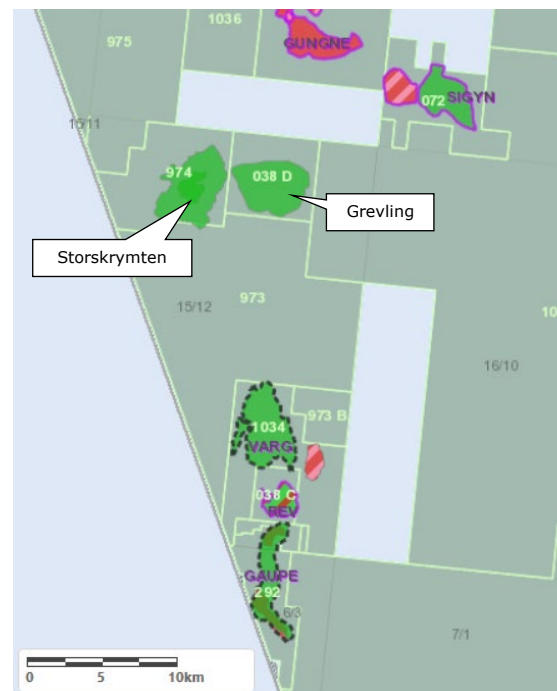 1036
975
GUNGNE
072 SIGYN
15/11
974
038 D
Grevling
Storskrymten
973
15/12
10
16/10
1034
973 B
VARG
038 C
REV
GAUPE
292
6/3
7/1
0 5 10km